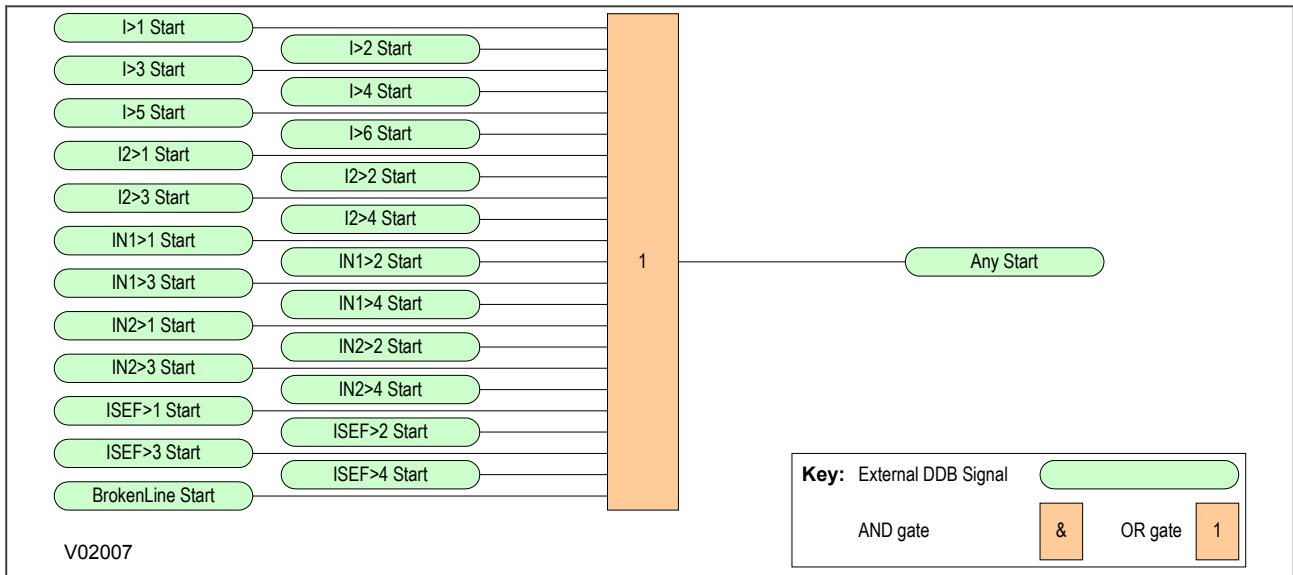 I>1 Start
I>2 Start
I>3 Start
I>4 Start
I>5 Start
I>6 Start
I2>1 Start
I2>2 Start
I2>3 Start
I2>4 Start
IN1>1 Start
IN1>2 Start
1
Any Start
IN1>3 Start
IN1>4 Start
IN2>1 Start
IN2>2 Start
IN2>3 Start
IN2>4 Start
ISEF>1 Start
ISEF>2 Start
ISEF>3 Start
ISEF>4 Start
BrokenLine Start
Key: External DDB Signal
AND gate & OR gate 1
V02007